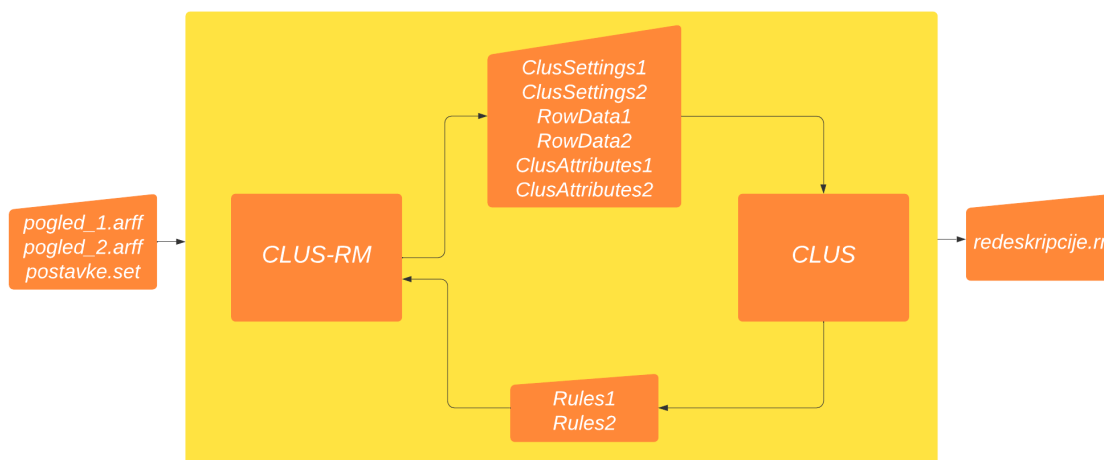 pogled_1.arff
pogled_2.arff
postavke.set
CLUS-RM
ClusSettings1
ClusSettings2
RowData1
RowData2
ClusAttributes1
ClusAttributes2
CLUS
Rules1
Rules2